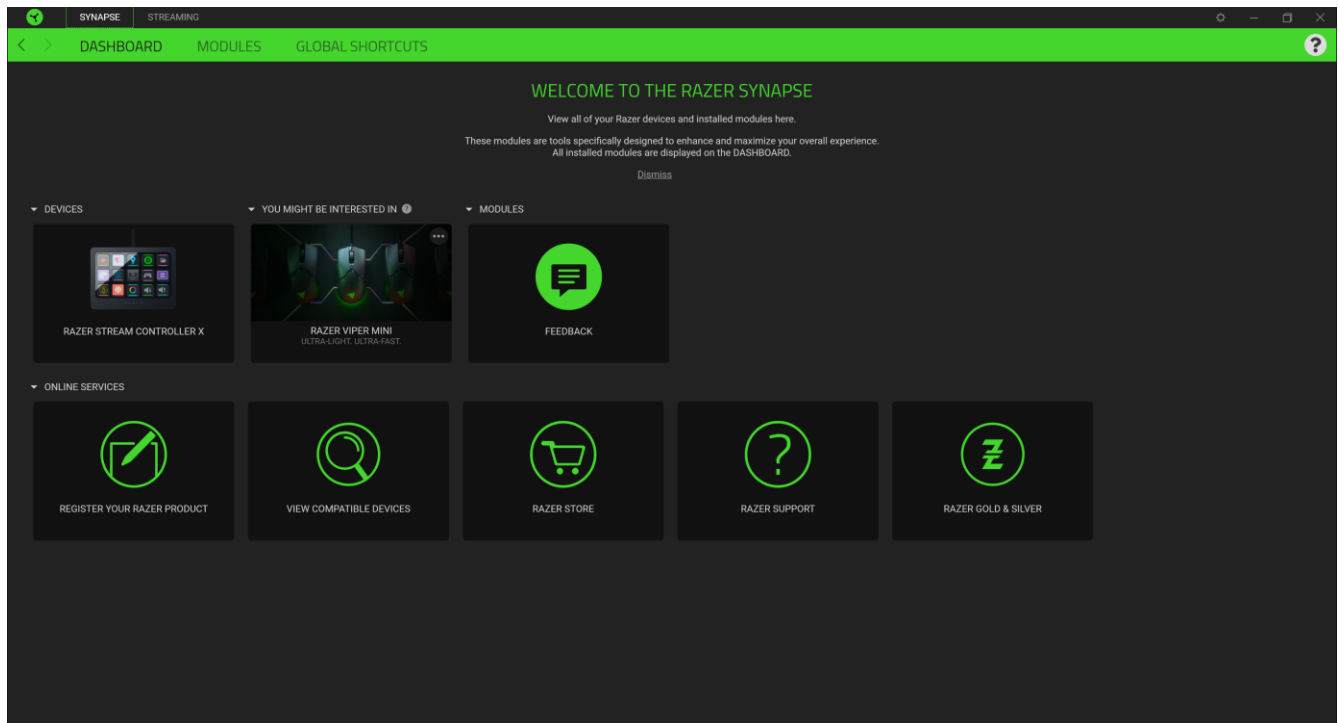 SYNAPSE STREAMING
DASHBOARD MODULES GLOBAL SHORTCUTS
?
WELCOME TO THE RAZER SYNAPSE
View all of your Razer devices and installed modules here.
These modules are tools specifically designed to enhance and maximize your overall experience.
All installed modules are displayed on the DASHBOARD.
Dismiss
DEVICES
YOU MIGHT BE INTERESTED IN ?
MODULES
RAZER STREAM CONTROLLER X
RAZER VIPER MINI
ULTRA-LIGHT. ULTRA-FAST.
FEEDBACK
ONLINE SERVICES
REGISTER YOUR RAZER PRODUCT
VIEW COMPATIBLE DEVICES
RAZER STORE
?
RAZER SUPPORT
RAZER GOLD & SILVER